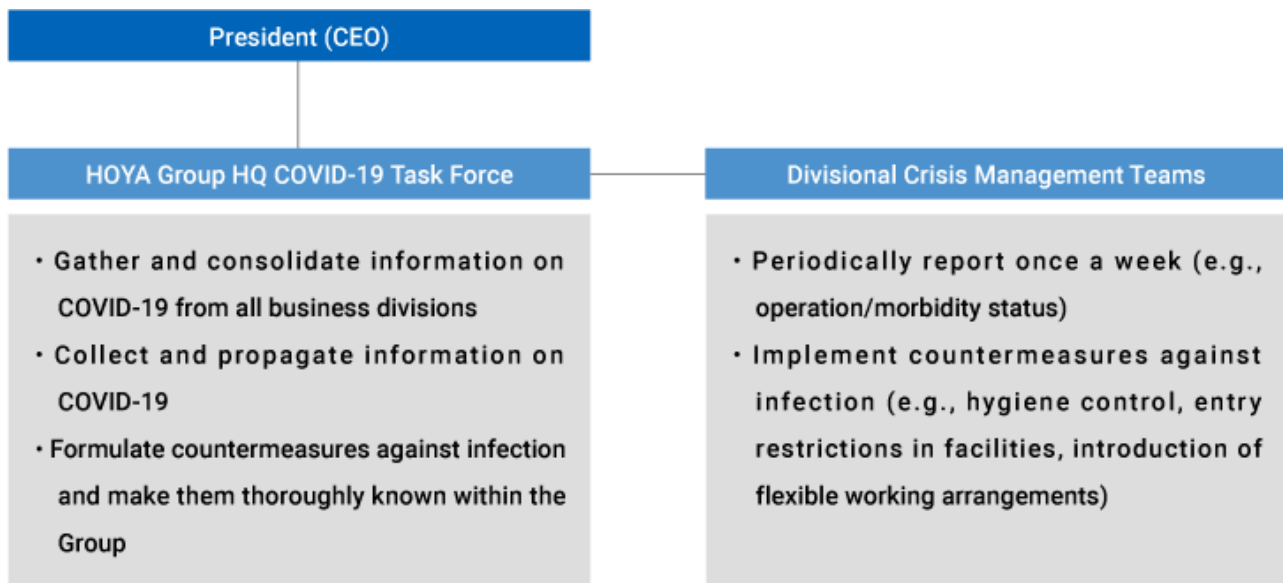 President (CEO)
HOYA Group HQ COVID-19 Task Force
・Gather and consolidate information on
COVID-19 from all business divisions
・Collect and propagate information on
COVID-19
・Formulate countermeasures against infection
and make them thoroughly known within the
Group
Divisional Crisis Management Teams
・Periodically report once a week (e.g.,
operation/morbidity status)
・Implement countermeasures against
infection (e.g., hygiene control, entry
restrictions in facilities, introduction of
flexible working arrangements)